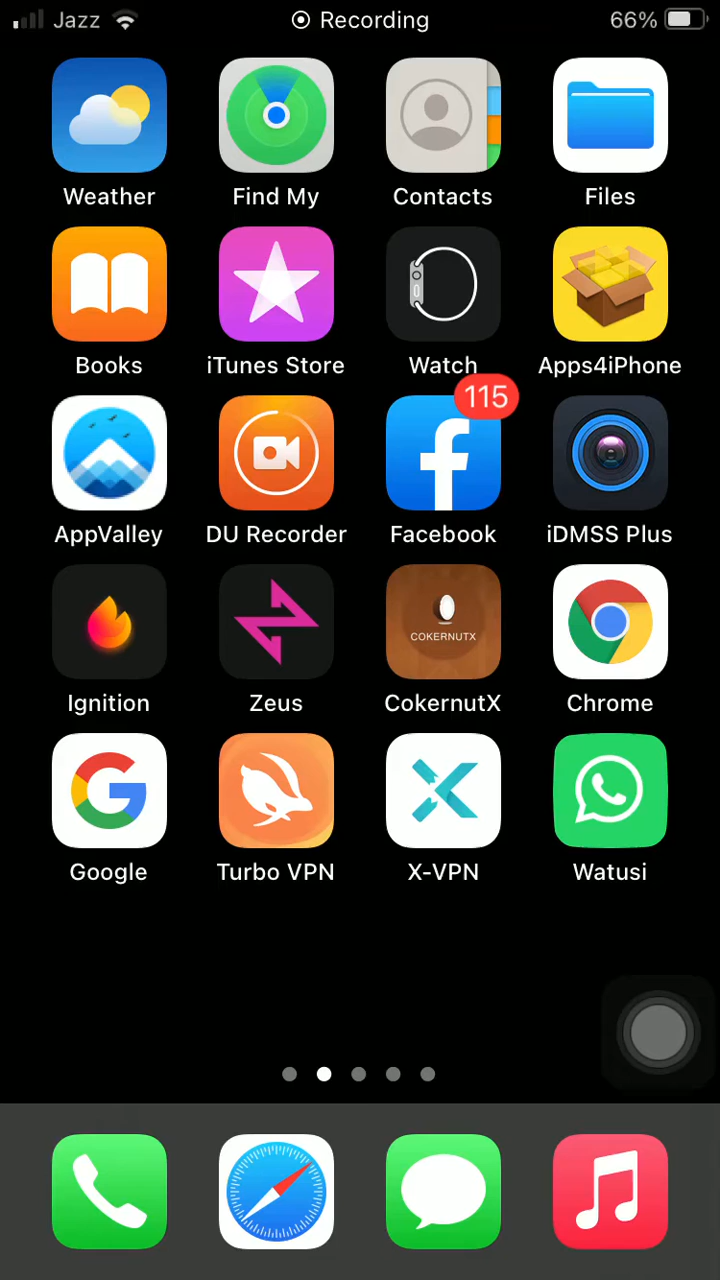 Jazz Recording 66%
Weather Find My Contacts Files
Books iTunes Store Watch Apps4iPhone
115
AppValley DU Recorder Facebook iDMSS Plus
COKERNUTX
Ignition Zeus CokernutX Chrome
Google Turbo VPN X-VPN Watusi